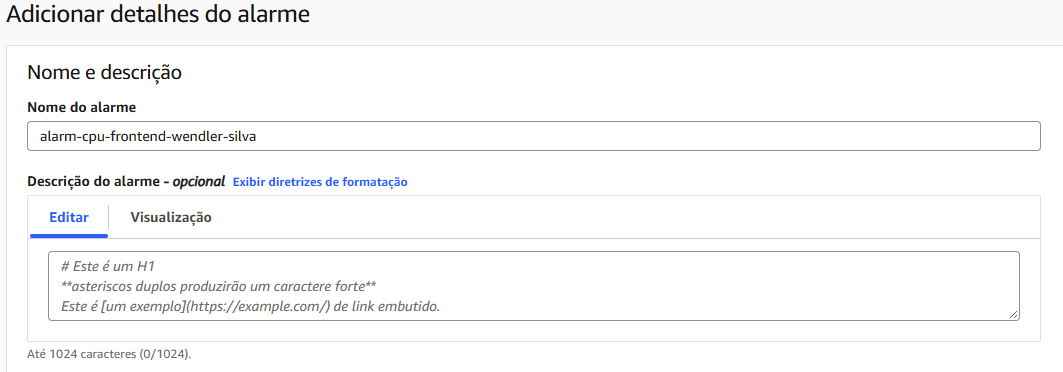 Adicionar detalhes do alarme
Nome e descrição
Nome do alarme
alarm-cpu-frontend-wendler-silva
Descrição do alarme - opcional Exibir diretrizes de formatação
Editar Visualização
# Este é um H1
**asteriscos duplos produzirão um caractere forte**
Este é [um exemplo](https://example.com/) de link embutido.
Até 1024 caracteres (0/1024).